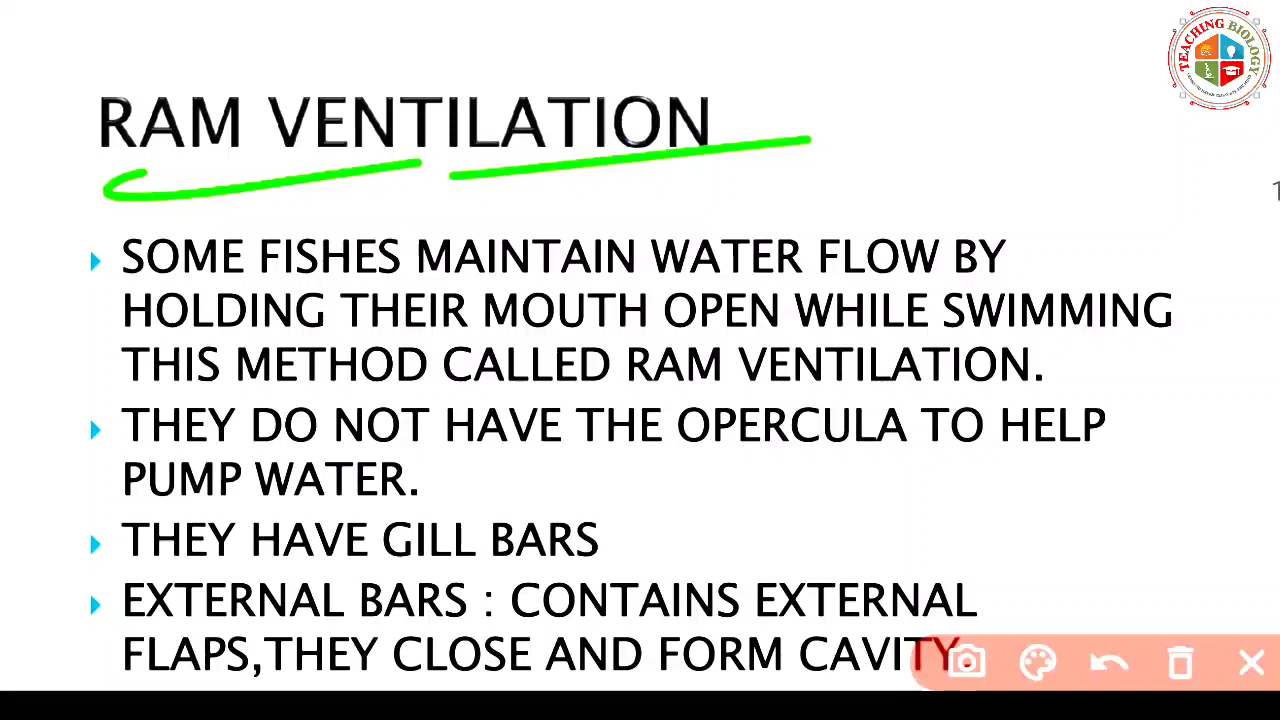 TEACHING BIOLOGY
RAM VENTILATION
SOME FISHES MAINTAIN WATER FLOW BY
HOLDING THEIR MOUTH OPEN WHILE SWIMMING
THIS METHOD CALLED RAM VENTILATION.
THEY DO NOT HAVE THE OPERCULA TO HELP
PUMP WATER.
THEY HAVE GILL BARS
EXTERNAL BARS : CONTAINS EXTERNAL
FLAPS,THEY CLOSE AND FORM CAVITY.